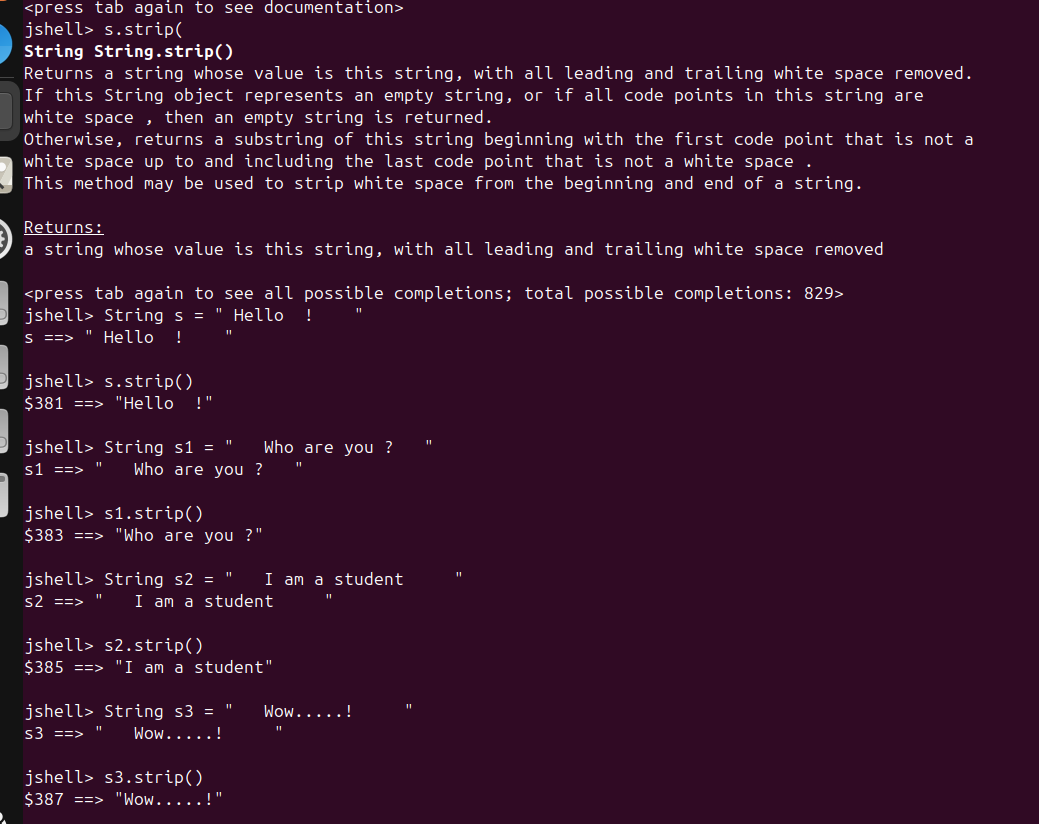 <press tab again to see documentation>
jshell> s.strip(
String String.strip()
Returns a string whose value is this string, with all leading and trailing white space removed.
If this String object represents an empty string, or if all code points in this string are
white space , then an empty string is returned.
Otherwise, returns a substring of this string beginning with the first code point that is not a
white space up to and including the last code point that is not a white space .
This method may be used to strip white space from the beginning and end of a string.

Returns:
a string whose value is this string, with all leading and trailing white space removed

<press tab again to see all possible completions; total possible completions: 829>
jshell> String s = " Hello  !    "
s ==> " Hello  !    "

jshell> s.strip()
$381 ==> "Hello  !"

jshell> String s1 = "   Who are you ?   "
s1 ==> "   Who are you ?   "

jshell> s1.strip()
$383 ==> "Who are you ?"

jshell> String s2 = "   I am a student     "
s2 ==> "   I am a student     "

jshell> s2.strip()
$385 ==> "I am a student"

jshell> String s3 = "   Wow.....!     "
s3 ==> "   Wow.....!     "

jshell> s3.strip()
$387 ==> "Wow.....!"